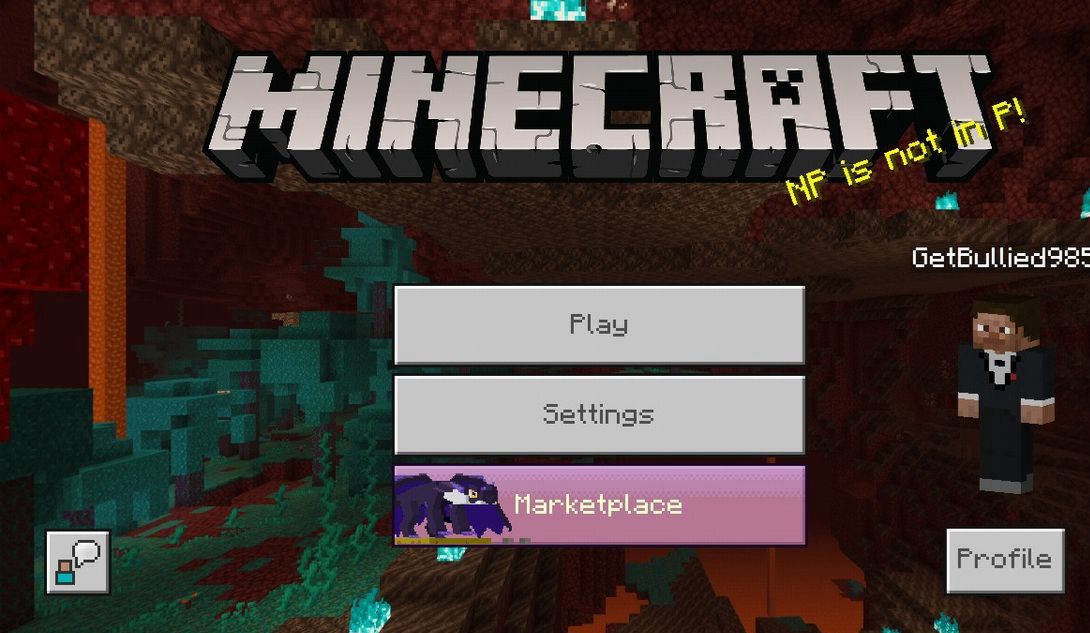 MINECRAFT
NP is not in P!
GetBullied985
Play
Settings
Marketplace
Profile